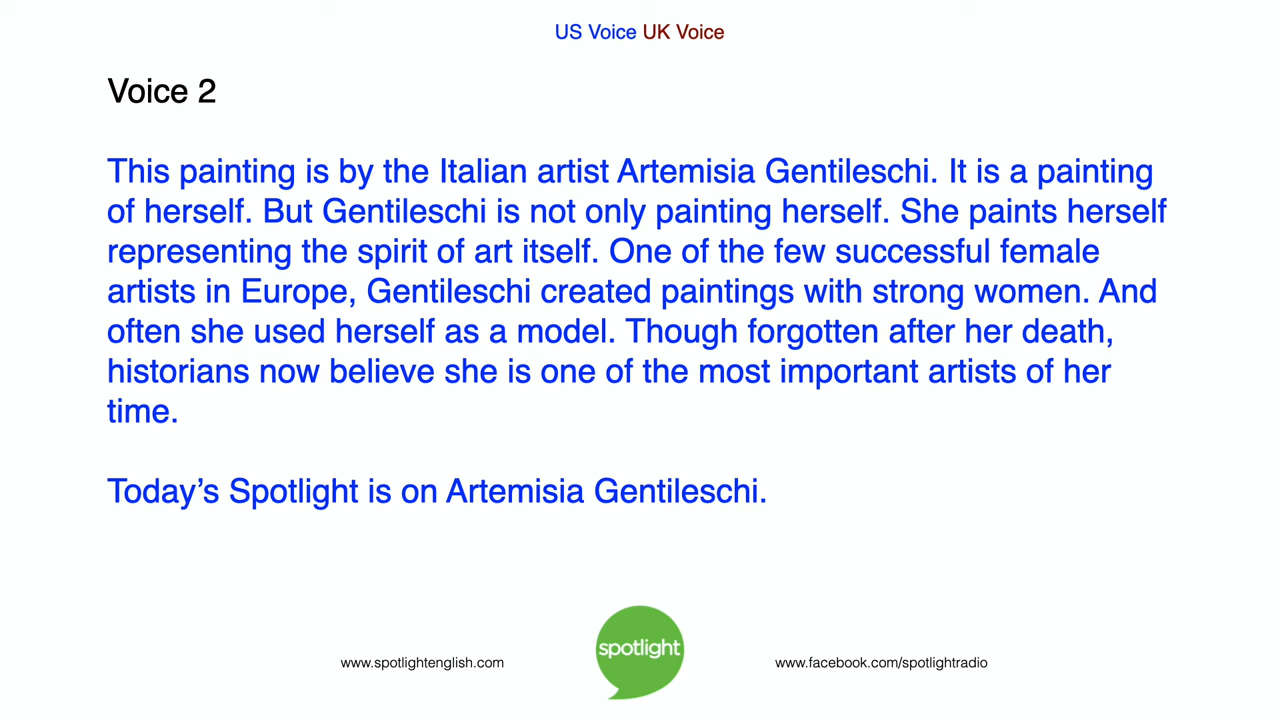 US Voice UK Voice
Voice 2
This painting is by the Italian artist Artemisia Gentileschi. It is a painting
of herself. But Gentileschi is not only painting herself. She paints herself
representing the spirit of art itself. One of the few successful female
artists in Europe, Gentileschi created paintings with strong women. And
often she used herself as a model. Though forgotten after her death,
historians now believe she is one of the most important artists of her
time.
Today’s Spotlight is on Artemisia Gentileschi.
spotlight
www.spotlightenglish.com
www.facebook.com/spotlightradio